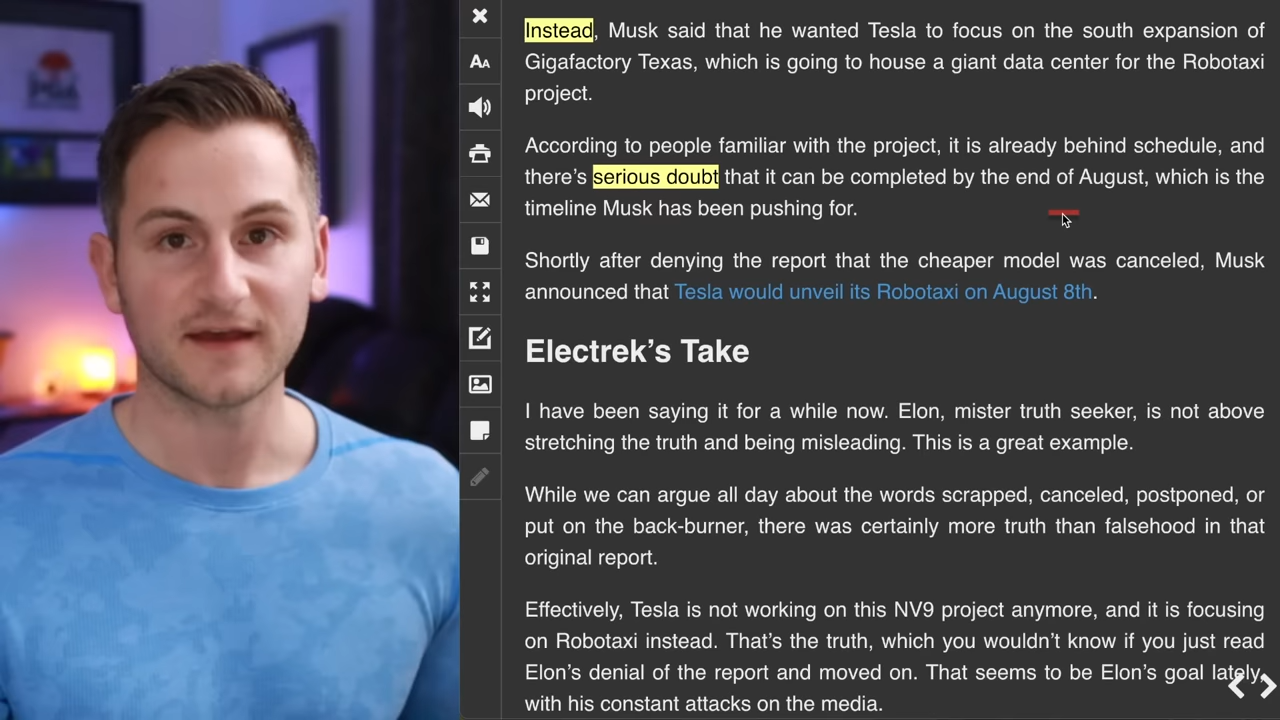 Instead, Musk said that he wanted Tesla to focus on the south expansion of
Gigafactory Texas, which is going to house a giant data center for the Robotaxi
project.
According to people familiar with the project, it is already behind schedule, and
there’s serious doubt that it can be completed by the end of August, which is the
timeline Musk has been pushing for.
Shortly after denying the report that the cheaper model was canceled, Musk
announced that Tesla would unveil its Robotaxi on August 8th.
Electrek’s Take
I have been saying it for a while now. Elon, mister truth seeker, is not above
stretching the truth and being misleading. This is a great example.
While we can argue all day about the words scrapped, canceled, postponed, or
put on the back-burner, there was certainly more truth than falsehood in that
original report.
Effectively, Tesla is not working on this NV9 project anymore, and it is focusing
on Robotaxi instead. That’s the truth, which you wouldn’t know if you just read
Elon’s denial of the report and moved on. That seems to be Elon’s goal lately,
with his constant attacks on the media.